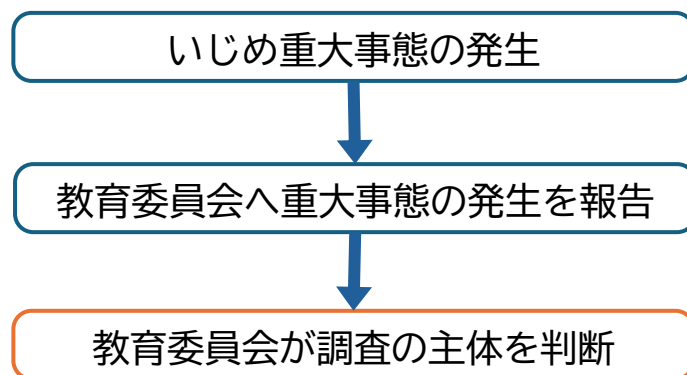 いじめ重大事態の発生
教育委員会へ重大事態の発生を報告
教育委員会が調査の主体を判断